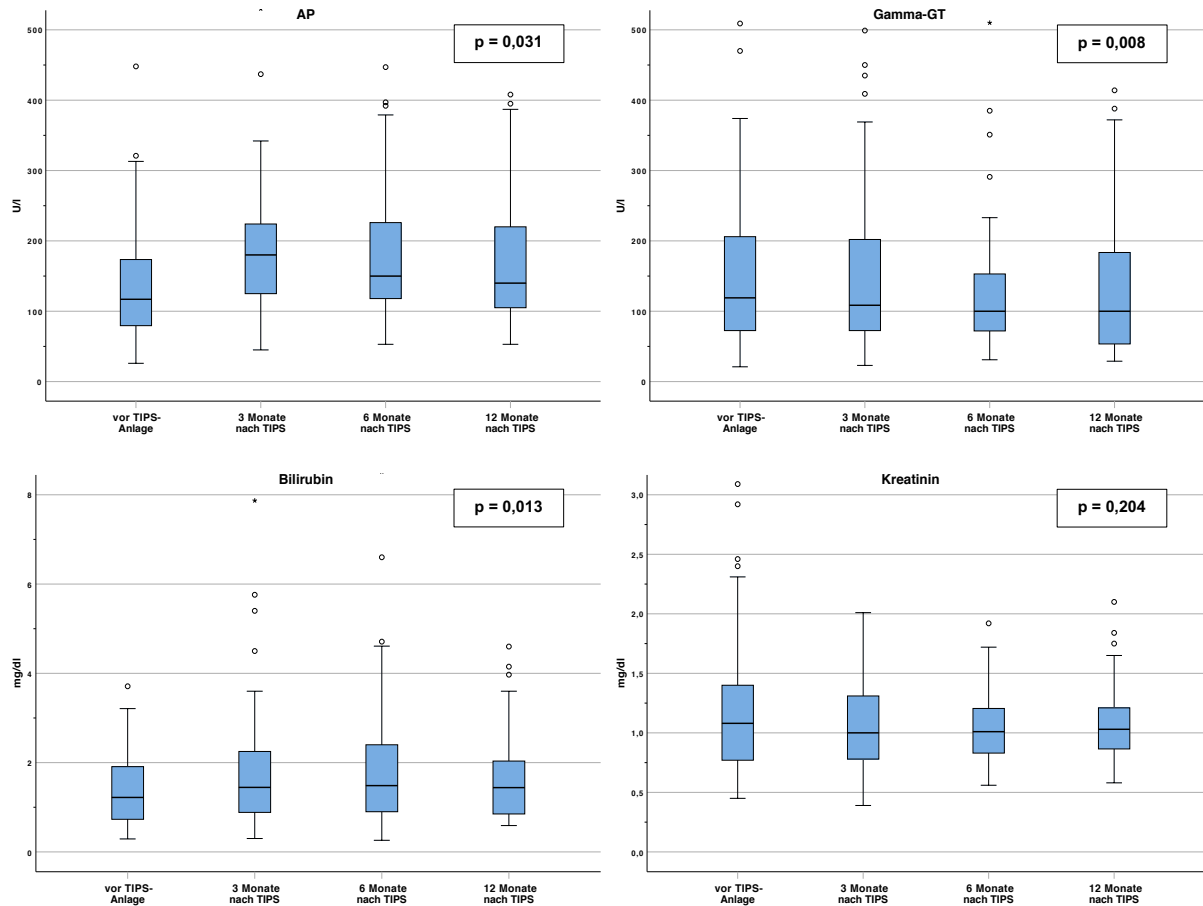 AP
p = 0,031
500
400
300
200
100
0
U/l
vor TIPS-
Anlage
3 Monate
nach TIPS
6 Monate
nach TIPS
12 Monate
nach TIPS
Gamma-GT
p = 0,008
500
400
300
200
100
0
U/l
vor TIPS-
Anlage
3 Monate
nach TIPS
6 Monate
nach TIPS
12 Monate
nach TIPS
Bilirubin
p = 0,013
8
6
4
2
0
mg/dl
vor TIPS-
Anlage
3 Monate
nach TIPS
6 Monate
nach TIPS
12 Monate
nach TIPS
Kreatinin
p = 0,204
3,0
2,5
2,0
1,5
1,0
0,5
0,0
mg/dl
vor TIPS-
Anlage
3 Monate
nach TIPS
6 Monate
nach TIPS
12 Monate
nach TIPS